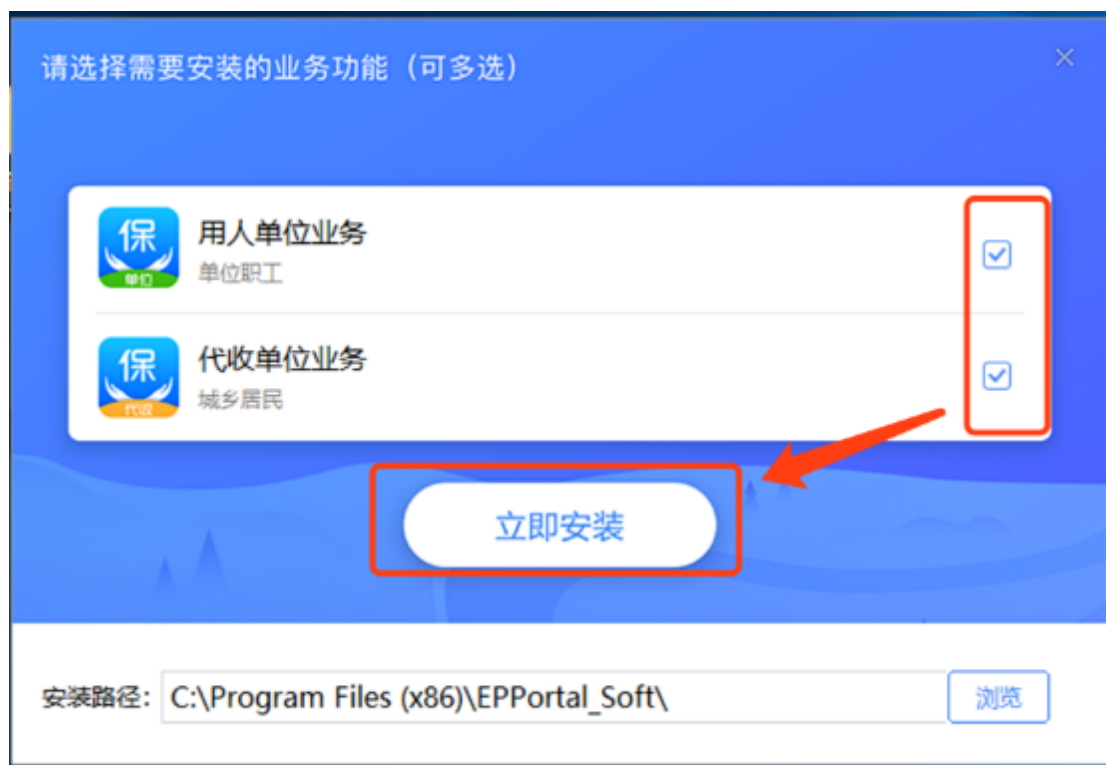 请选择需要安装的业务功能（可多选）
保
单位
用人单位业务
单位职工
保
代收
代收单位业务
城乡居民
立即安装
安装路径：C:\Program Files (x86)\EPPortal_Soft\
浏览